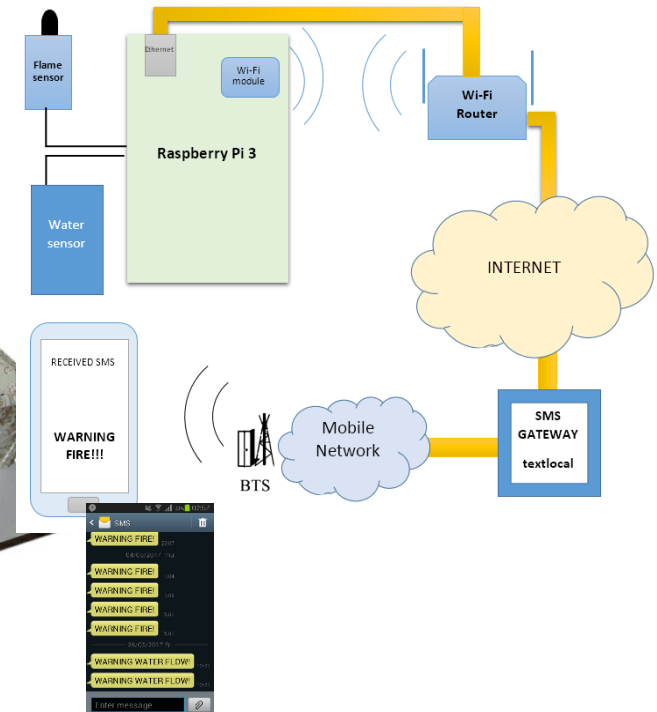 Flame
sensor
Ethernet
Wi-Fi
module
Raspberry Pi 3
Wi-Fi
Router
Water
sensor
INTERNET
RECEIVED SMS
WARNING
FIRE!!!
BTS
Mobile
Network
SMS
GATEWAY
textlocal
SMS
WARNING FIRE!
WARNING FIRE!
WARNING FIRE!
WARNING FIRE!
WARNING FIRE!
WARNING WATER FLOW!
WARNING WATER FLOW!
Enter message